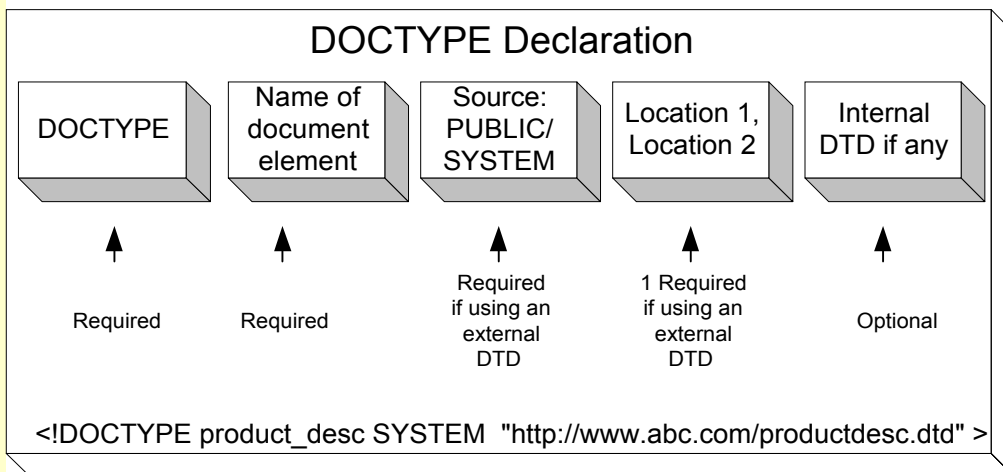 DOCTYPE Declaration
DOCTYPE
Name of
document
element
Source:
PUBLIC/
SYSTEM
Location 1,
Location 2
Internal
DTD if any
Required
Required
Required
if using an
external
DTD
1 Required
if using an
external
DTD
Optional
<!DOCTYPE product_desc SYSTEM  "http://www.abc.com/productdesc.dtd" >